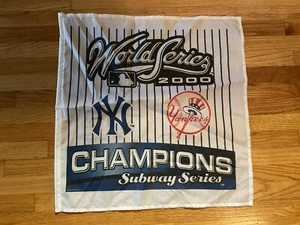 World Series
2000
NY
Yankees
CHAMPIONS
Subway Series